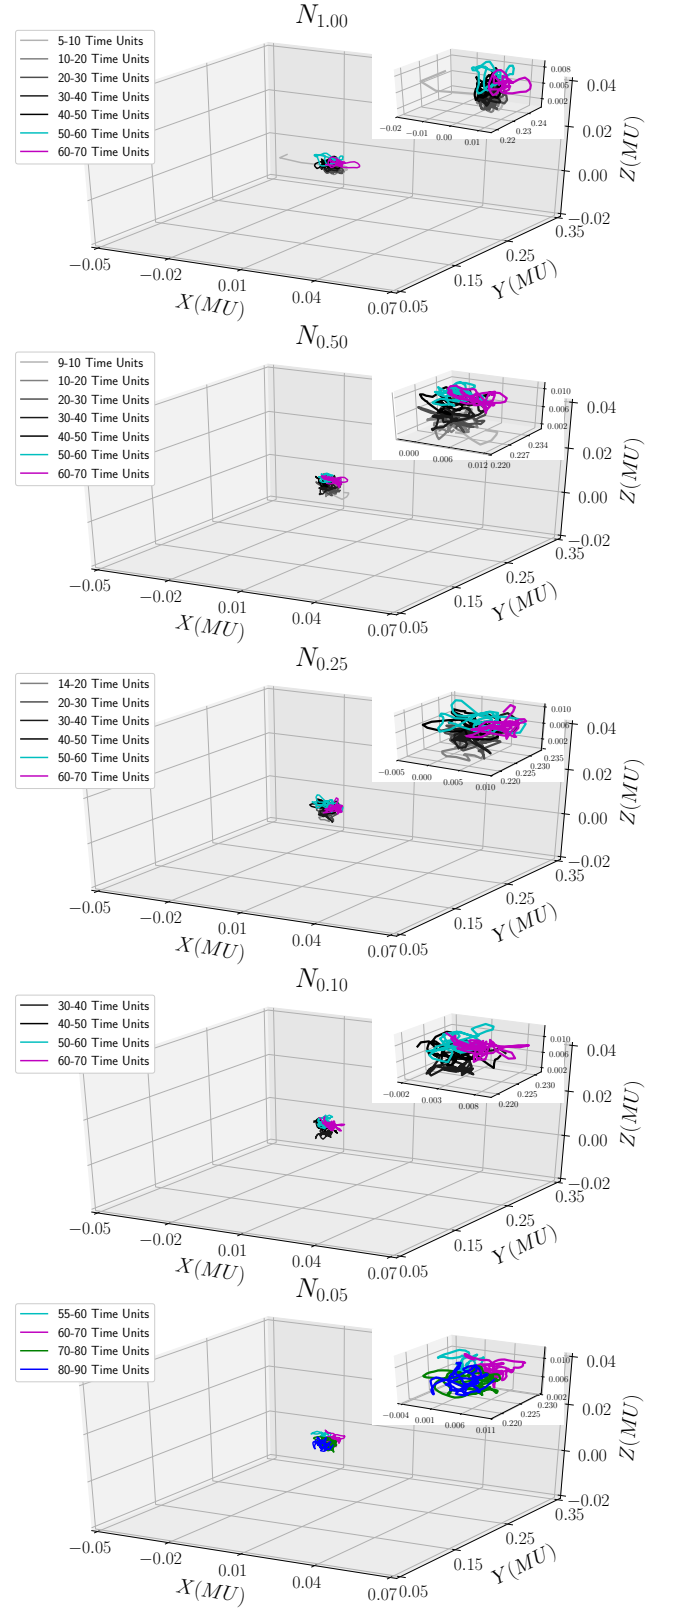 N1.00
5-10 Time Units
10-20 Time Units
20-30 Time Units
30-40 Time Units
40-50 Time Units
50-60 Time Units
60-70 Time Units
0.008
0.005
0.002
−0.02 −0.01 0.00 0.01 0.22 0.23 0.24
0.04
0.02
0.00
−0.02
Z(MU)
−0.05 −0.02 0.01 0.04 0.07
X(MU)
0.05 0.15 0.25 0.35
Y(MU)
N0.50
9-10 Time Units
10-20 Time Units
20-30 Time Units
30-40 Time Units
40-50 Time Units
50-60 Time Units
60-70 Time Units
0.010
0.006
0.002
0.000 0.006 0.012 0.220 0.227 0.234
0.04
0.02
0.00
−0.02
Z(MU)
−0.05 −0.02 0.01 0.04 0.07
X(MU)
0.05 0.15 0.25 0.35
Y(MU)
N0.25
14-20 Time Units
20-30 Time Units
30-40 Time Units
40-50 Time Units
50-60 Time Units
60-70 Time Units
0.010
0.006
0.002
−0.005 0.000 0.005 0.010 0.220 0.225 0.230 0.235
0.04
0.02
0.00
−0.02
Z(MU)
−0.05 −0.02 0.01 0.04 0.07
X(MU)
0.05 0.15 0.25 0.35
Y(MU)
N0.10
30-40 Time Units
40-50 Time Units
50-60 Time Units
60-70 Time Units
0.010
0.006
0.002
−0.002 0.003 0.008 0.220 0.225 0.230
0.04
0.02
0.00
−0.02
Z(MU)
−0.05 −0.02 0.01 0.04 0.07
X(MU)
0.05 0.15 0.25 0.35
Y(MU)
N0.05
55-60 Time Units
60-70 Time Units
70-80 Time Units
80-90 Time Units
0.010
0.006
0.002
−0.004 0.001 0.006 0.011 0.220 0.225 0.230
0.04
0.02
0.00
−0.02
Z(MU)
−0.05 −0.02 0.01 0.04 0.07
X(MU)
0.05 0.15 0.25 0.35
Y(MU)